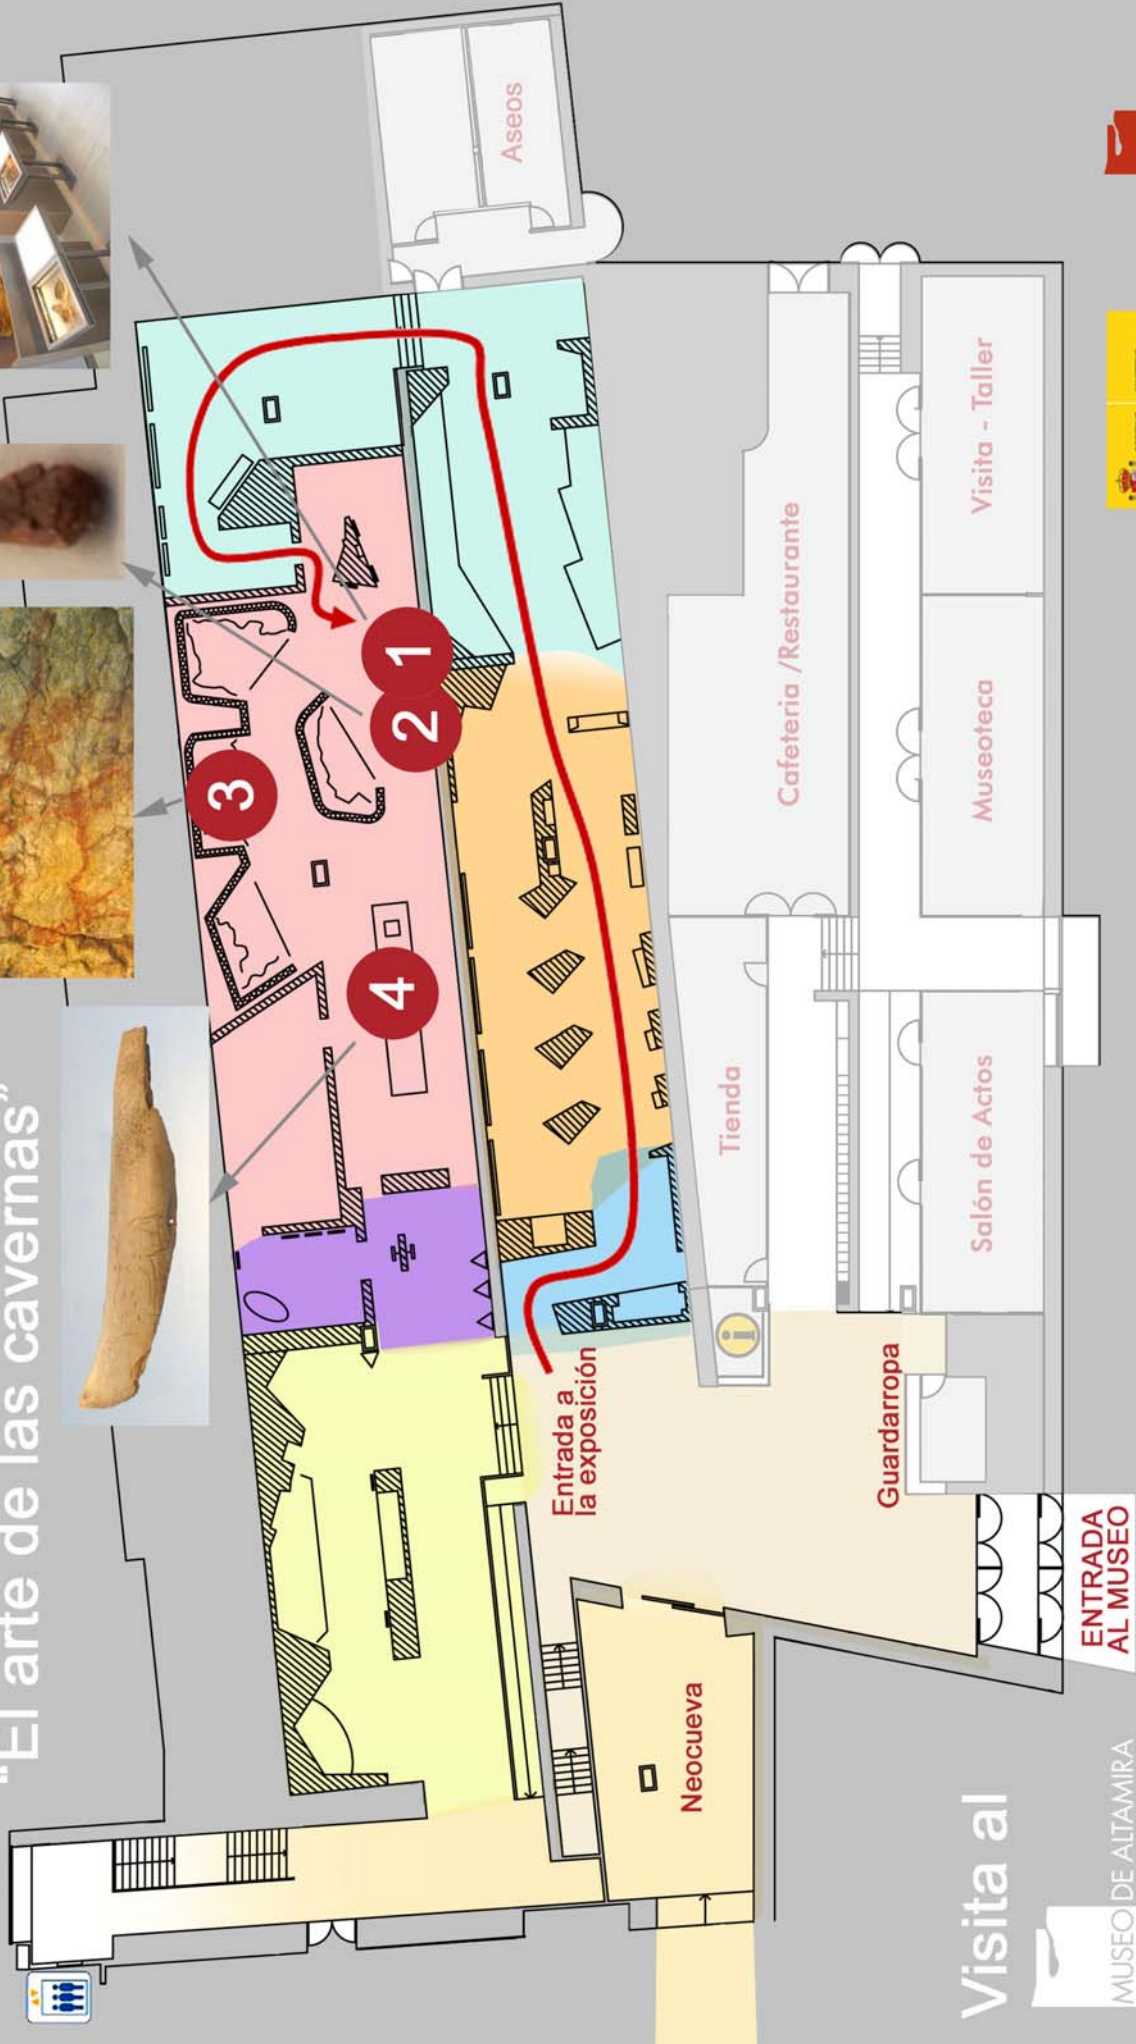 "El arte de las cavernas"
Aseos
1
2
3
4
Cafeteria /Restaurante
Visita - Taller
Museoteca
Tienda
Salón de Actos
Entrada a
la exposición
Guardarropa
ENTRADA
AL MUSEO
Neocueva
Visita al
MUSEO DE ALTAMIRA